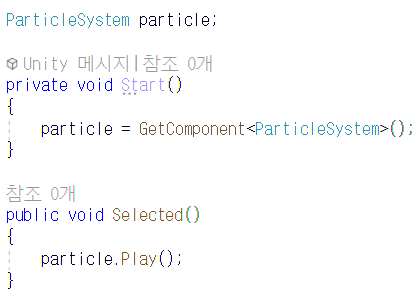 ParticleSystem particle;
Unity 메시지 | 참조 0개
private void Start()
{
particle = GetComponent<ParticleSystem>();
}
참조 0개
public void Selected()
{
particle.Play();
}